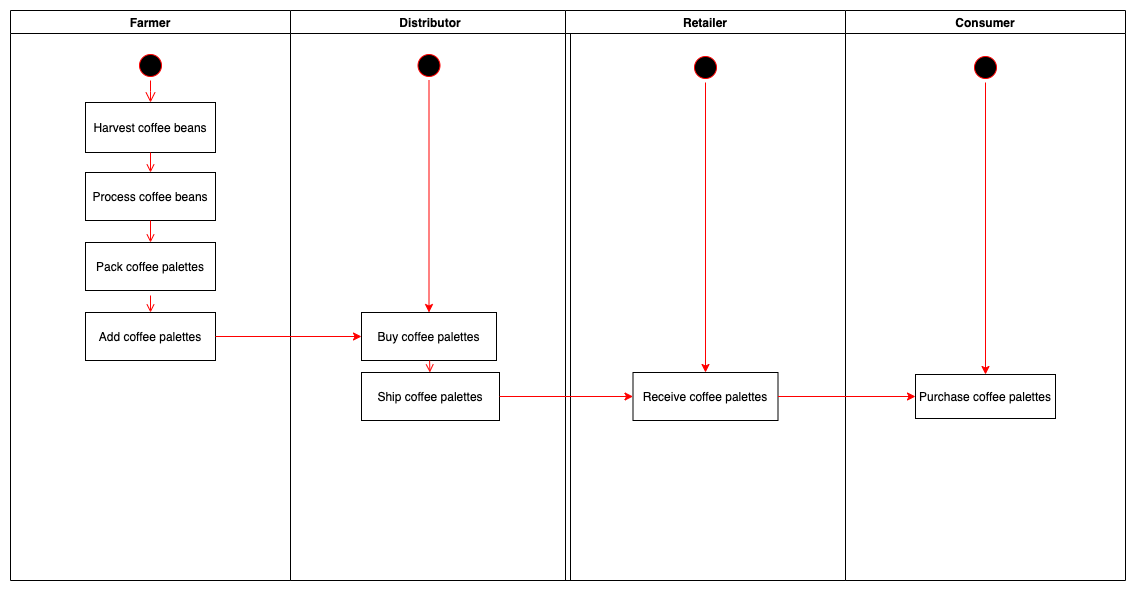 Farmer
Distributor
Retailer
Consumer
Harvest coffee beans
Process coffee beans
Pack coffee palettes
Add coffee palettes
Buy coffee palettes
Ship coffee palettes
Receive coffee palettes
Purchase coffee palettes